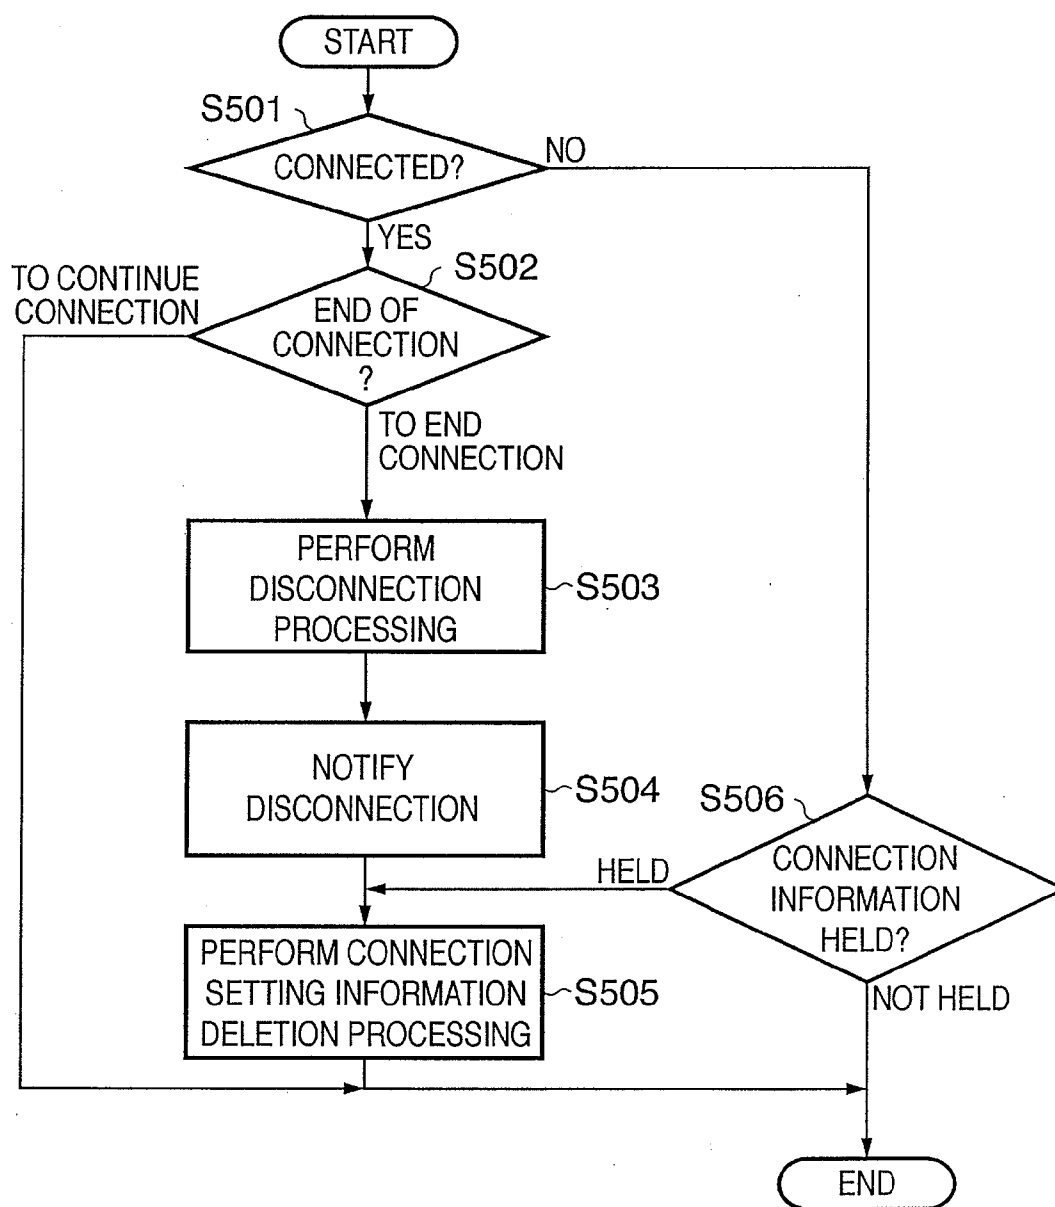 START
S501
CONNECTED?
NO
YES
S502
TO CONTINUE
CONNECTION
END OF
CONNECTION
?
TO END
CONNECTION
PERFORM
DISCONNECTION
PROCESSING
S503
NOTIFY
DISCONNECTION
S504
S506
CONNECTION
INFORMATION
HELD?
HELD
NOT HELD
PERFORM CONNECTION
SETTING INFORMATION
DELETION PROCESSING
S505
END